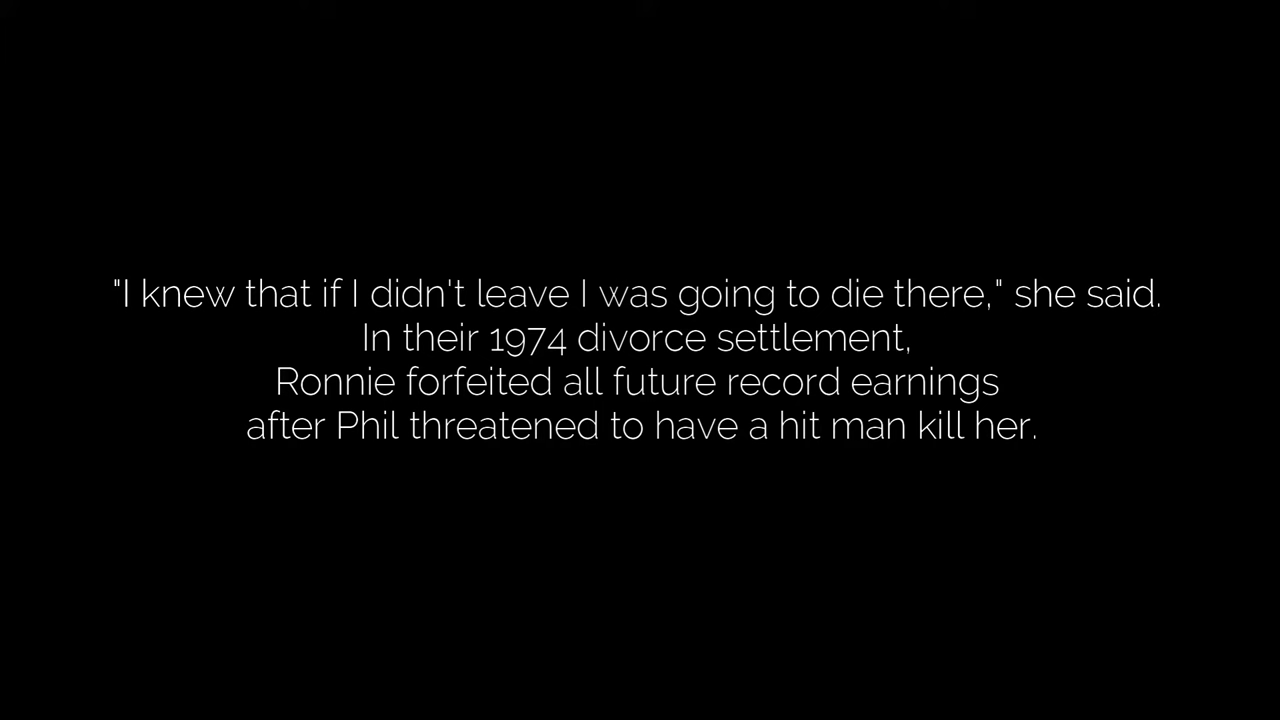 "I knew that if I didn't leave I was going to die there," she said.
In their 1974 divorce settlement,
Ronnie forfeited all future record earnings
after Phil threatened to have a hit man kill her.